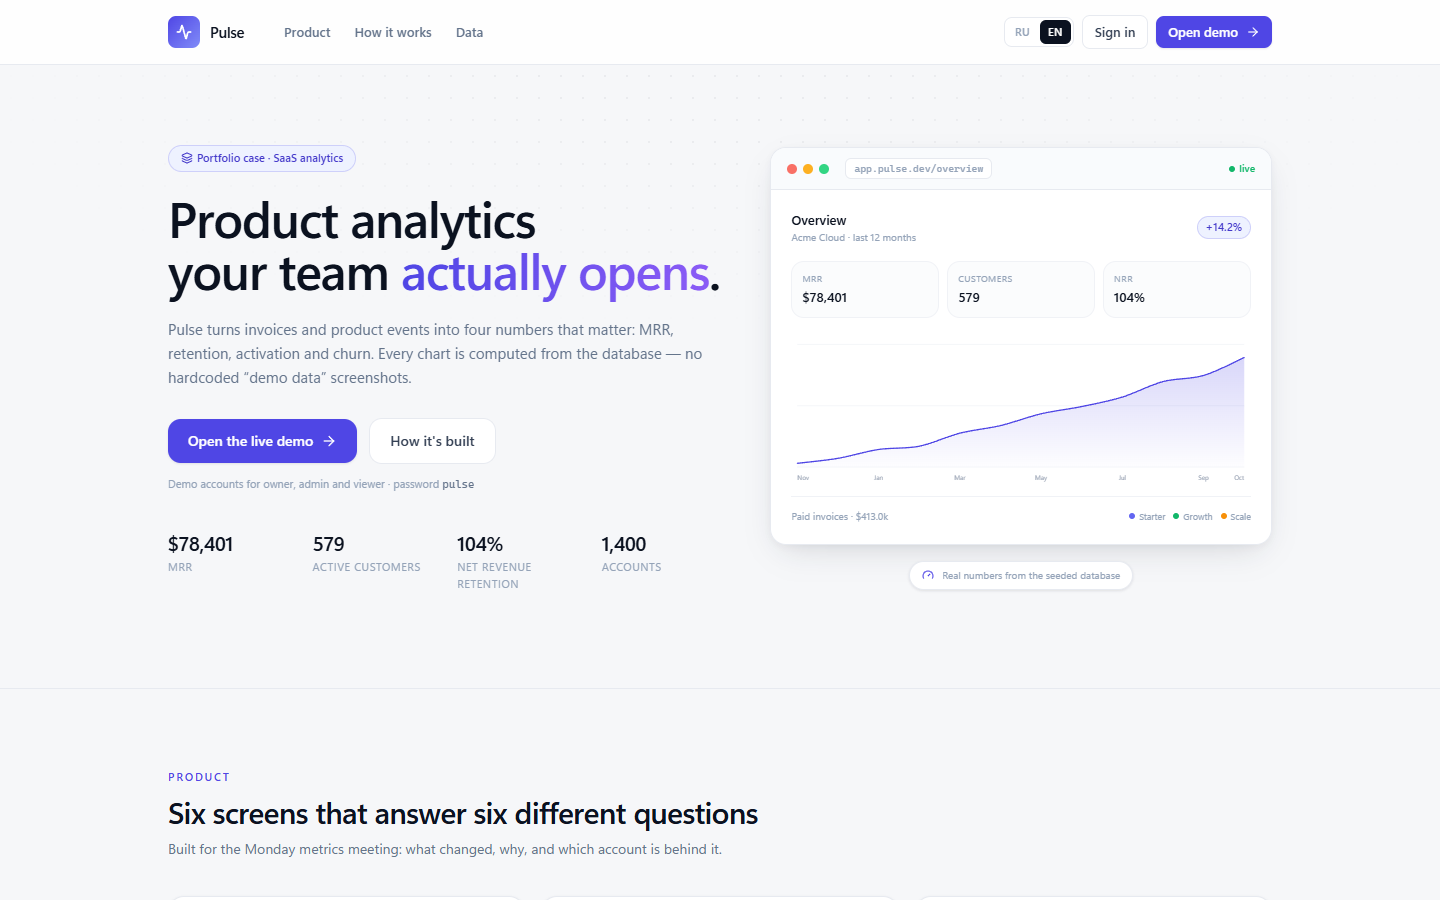 Pulse
Product
How it works
Data
RU
EN
Sign in
Open demo
Portfolio case · SaaS analytics
Product analytics
your team actually opens.
Pulse turns invoices and product events into four numbers that matter: MRR,
retention, activation and churn. Every chart is computed from the database — no
hardcoded “demo data” screenshots.
Open the live demo
How it's built
Demo accounts for owner, admin and viewer · password pulse
$78,401
MRR
579
ACTIVE CUSTOMERS
104%
NET REVENUE
RETENTION
1,400
ACCOUNTS
app.pulse.dev/overview
live
Overview
Acme Cloud · last 12 months
+14.2%
MRR
$78,401
CUSTOMERS
579
NRR
104%
Nov
Jan
Mar
May
Jul
Sep
Oct
Paid invoices · $413.0k
Starter
Growth
Scale
Real numbers from the seeded database
PRODUCT
Six screens that answer six different questions
Built for the Monday metrics meeting: what changed, why, and which account is behind it.